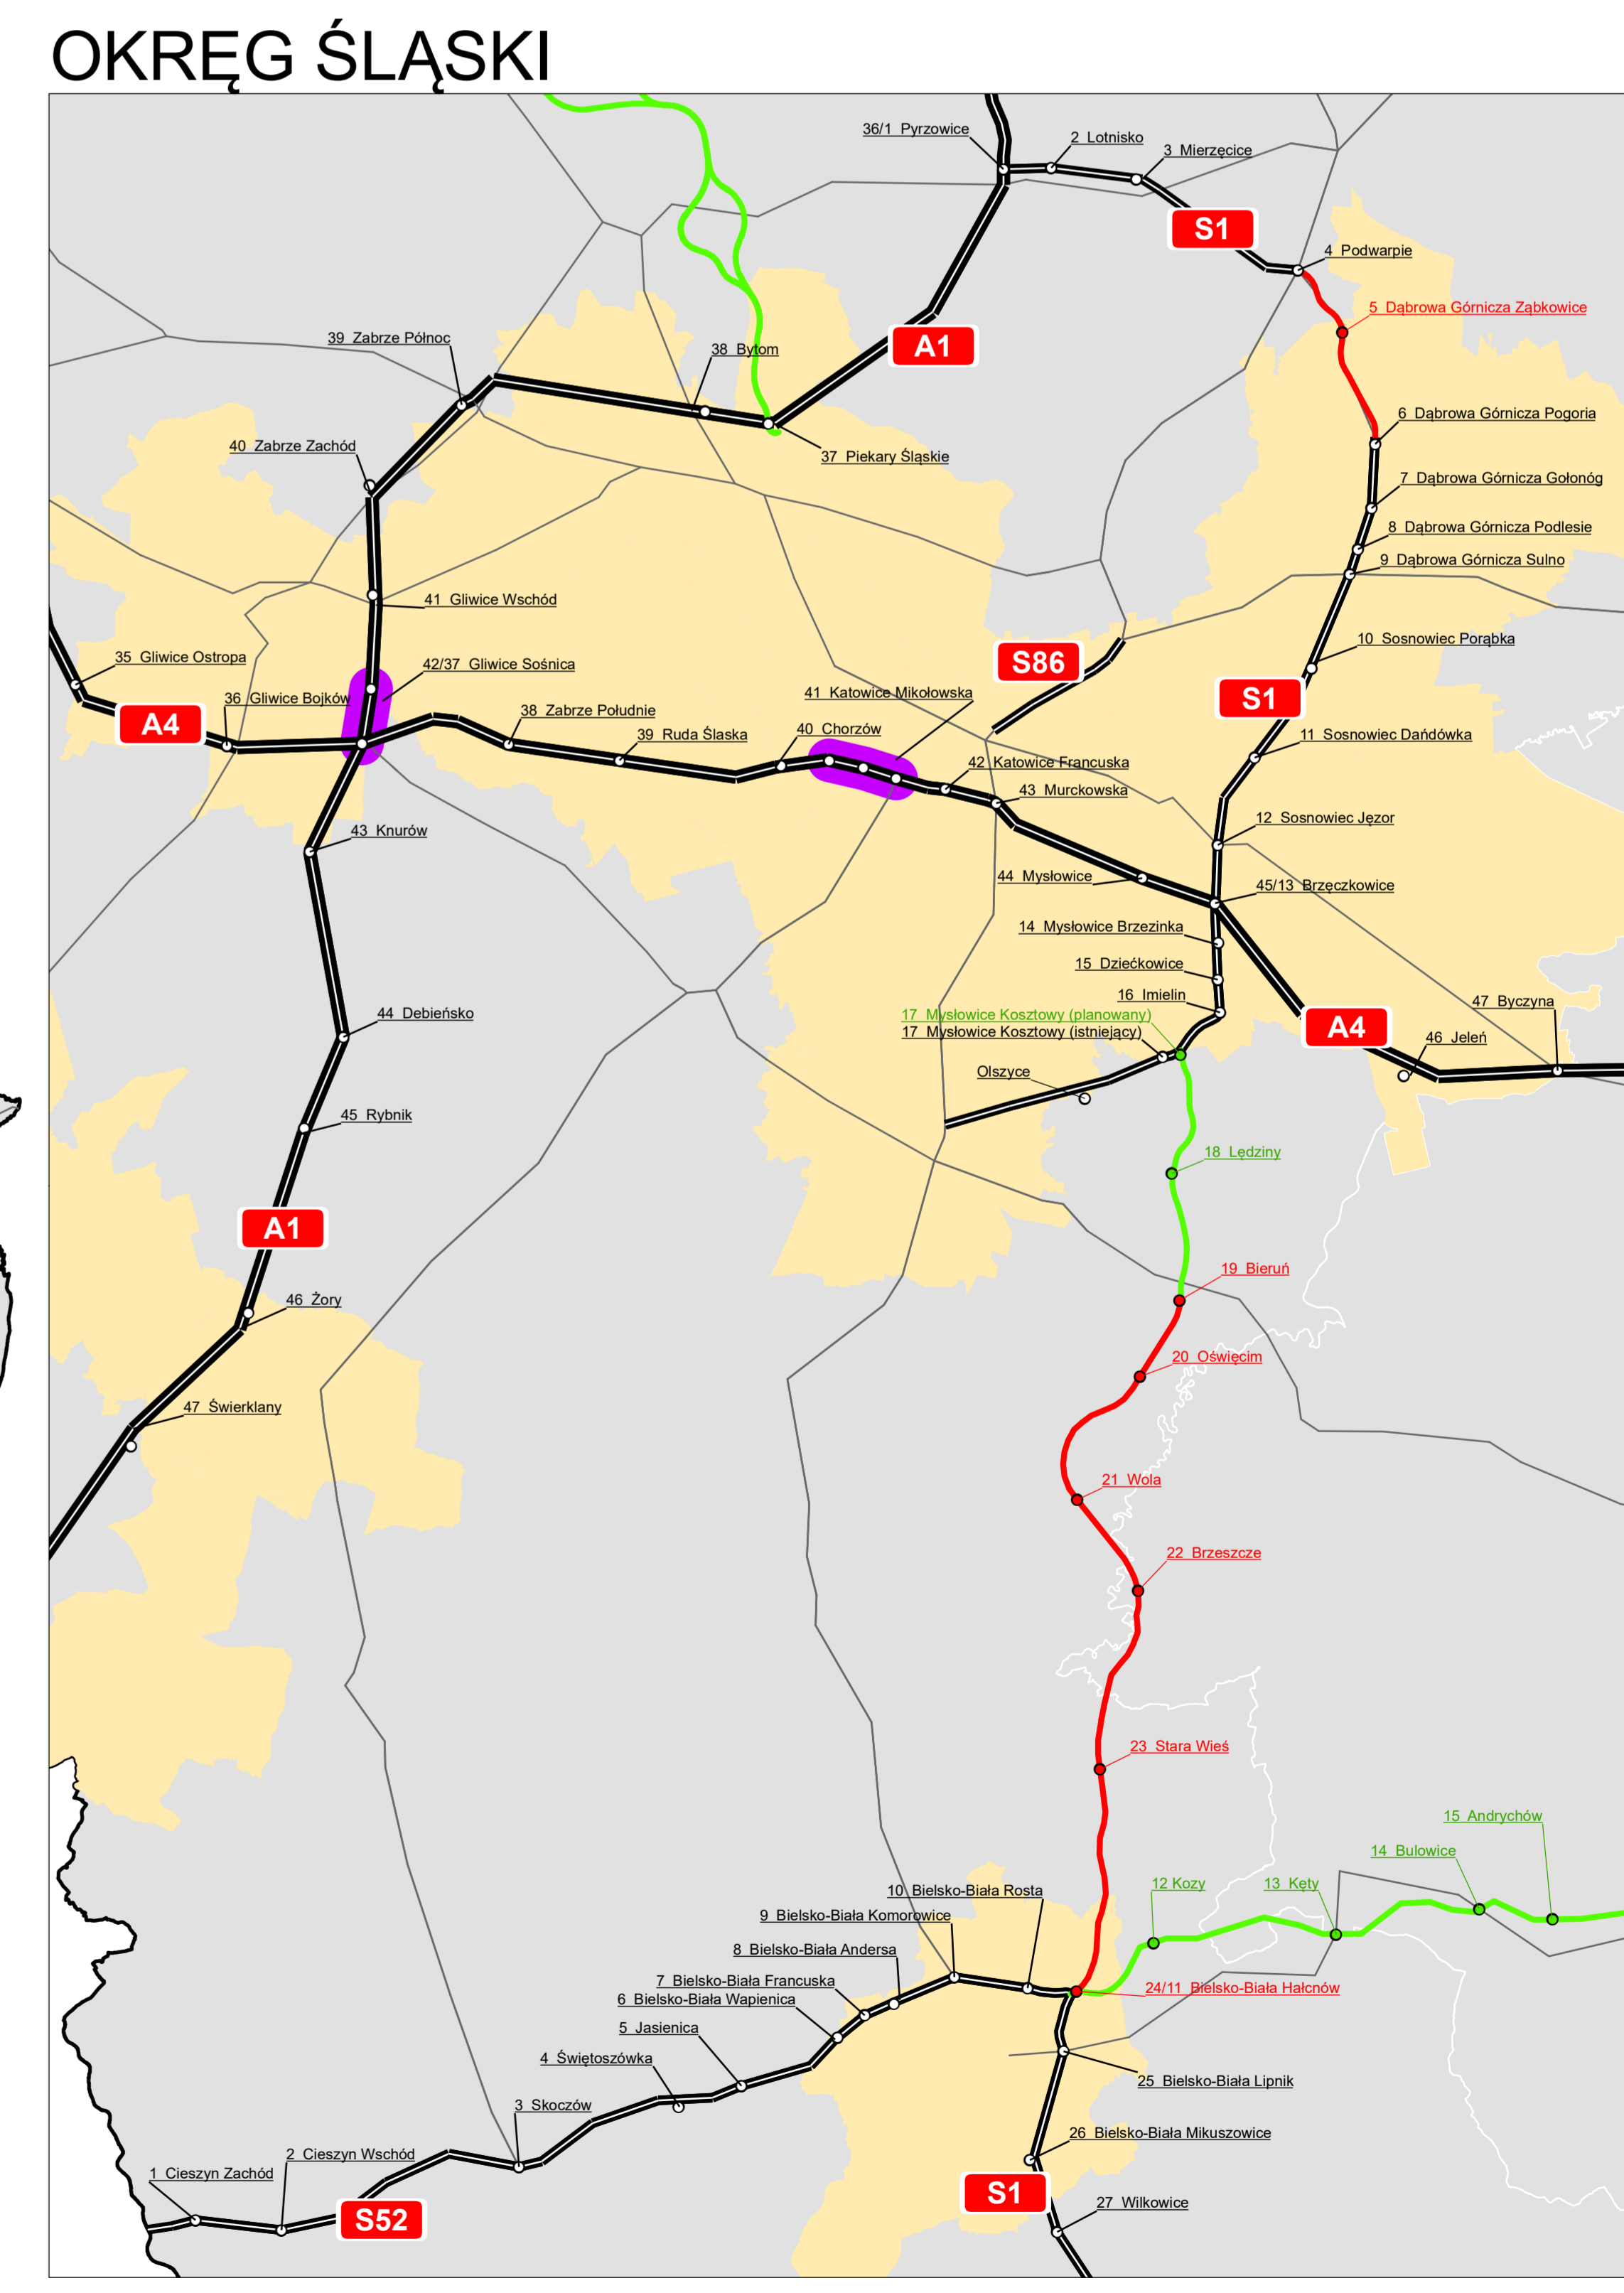 OKRĘG ŚLĄSKI
36/1 Pyrzowice
2 Lotnisko
3 Mierzęcice
S1
4 Podwarpie
5 Dąbrowa Górnicza Ząbkowice
39 Zabrze Północ
38 Bytom
A1
6 Dąbrowa Górnicza Pogoria
40 Zabrze Zachód
37 Piekary Śląskie
7 Dąbrowa Górnicza Gołonóg
8 Dąbrowa Górnicza Podlesie
9 Dąbrowa Górnicza Sulno
41 Gliwice Wschód
10 Sosnowiec Porąbka
35 Gliwice Ostropa
42/37 Gliwice Sośnica
S86
36 Gliwice Bojków
41 Katowice Mikołowska
S1
A4
38 Zabrze Południe
39 Ruda Ślaska
40 Chorzów
11 Sosnowiec Dańdówka
42 Katowice Francuska
43 Murckowska
43 Knurów
12 Sosnowiec Jęzor
44 Mysłowice
45/13 Brzęczkowice
14 Mysłowice Brzezinka
15 Dziećkowice
16 Imielin
47 Byczyna
44 Debieńsko
17 Mysłowice Kosztowy (planowany)
17 Mysłowice Kosztowy (istniejący)
A4
46 Jeleń
Olszyce
45 Rybnik
18 Lędziny
A1
19 Bieruń
46 Żory
20 Oświęcim
47 Świerklany
21 Wola
22 Brzeszcze
23 Stara Wieś
15 Andrychów
14 Bulowice
12 Kozy
13 Kęty
10 Bielsko-Biała Rosta
9 Bielsko-Biała Komorowice
8 Bielsko-Biała Andersa
7 Bielsko-Biała Francuska
24/11 Bielsko-Biała Hałcnów
6 Bielsko-Biała Wapienica
5 Jasienica
4 Świętoszówka
25 Bielsko-Biała Lipnik
3 Skoczów
26 Bielsko-Biała Mikuszowice
2 Cieszyn Wschód
1 Cieszyn Zachód
S1
27 Wilkowice
S52